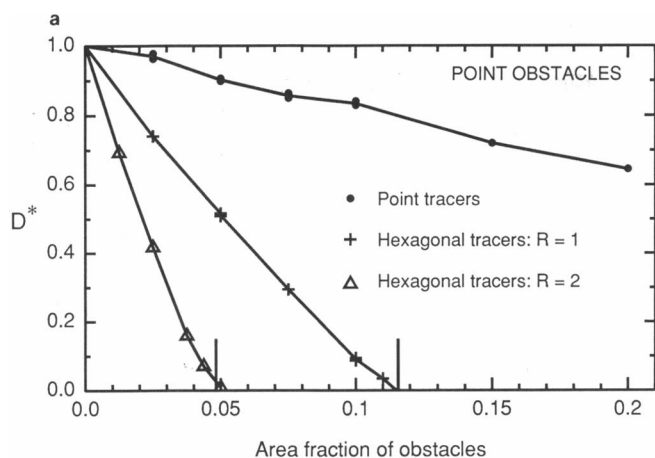 a
1.0
POINT OBSTACLES
0.8
Point tracers
0.6
D*
Hexagonal tracers: R = 1
0.4
Hexagonal tracers: R = 2
0.2
0.0
0.0 0.05 0.1 0.15 0.2
Area fraction of obstacles